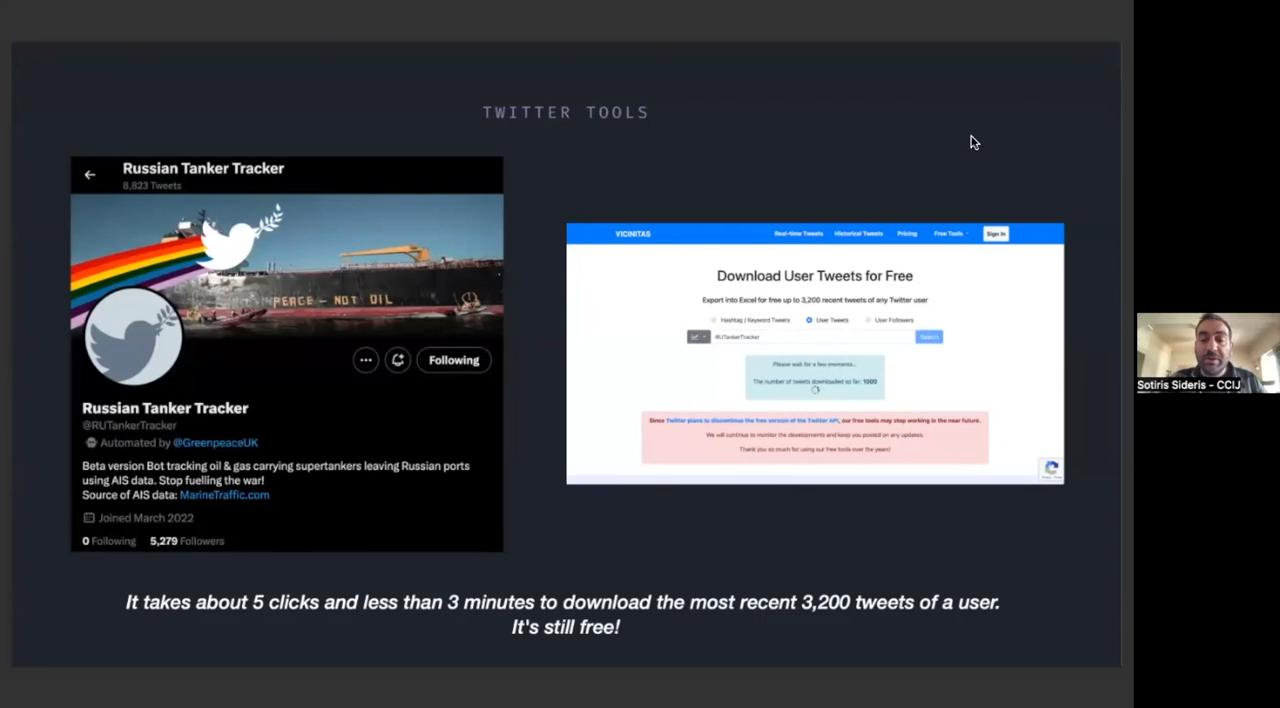 TWITTER TOOLS
Russian Tanker Tracker
8,823 Tweets
PEACE - NOT OIL
Following
Russian Tanker Tracker
@RUTankerTracker
Automated by @GreenpeaceUK
Beta version Bot tracking oil & gas carrying supertankers leaving Russian ports
using AIS data. Stop fuelling the war!
Source of AIS data: MarineTraffic.com
Joined March 2022
0 Following 5,279 Followers
VICINITAS Real-time Tweets Historical Tweets Pricing Free Tools Sign In
Download User Tweets for Free
Export into Excel for free up to 3,200 recent tweets of any Twitter user
Hashtag / Keyword Tweets User Tweets User Followers
RUTankerTracker Search
Please wait for a few moments...
The number of tweets downloaded so far: 1000
Since Twitter plans to discontinue the free version of the Twitter API, our free tools may stop working in the near future.
We will continue to monitor the developments and keep you posted on any updates.
Thank you so much for using our free tools over the years!
It takes about 5 clicks and less than 3 minutes to download the most recent 3,200 tweets of a user.
It's still free!
Sotiris Sideris - CCIJ